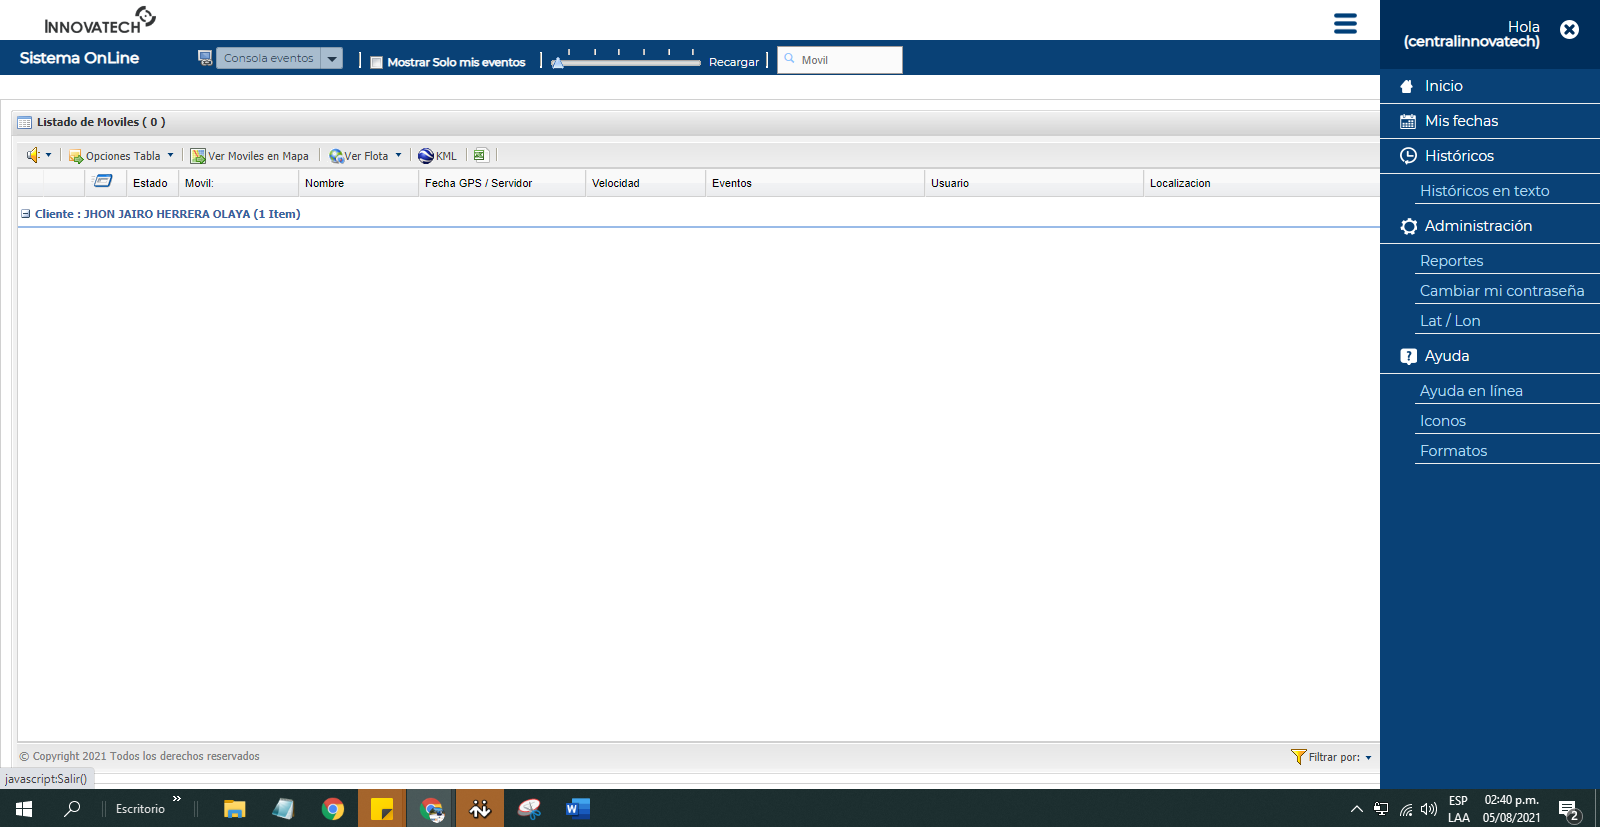 INNOVATECH
Sistema OnLine
Consola eventos
Mostrar Solo mis eventos
Recargar
Movil
Listado de Moviles ( 0 )
Opciones Tabla
Ver Moviles en Mapa
Ver Flota
KML
Estado
Movil:
Nombre
Fecha GPS / Servidor
Velocidad
Eventos
Usuario
Localizacion
Cliente : JHON JAIRO HERRERA OLAYA (1 Item)
© Copyright 2021 Todos los derechos reservados
Filtrar por:
javascript:Salir()
Hola
(centralinnovatech)
Inicio
Mis fechas
Históricos
Históricos en texto
Administración
Reportes
Cambiar mi contraseña
Lat / Lon
Ayuda
Ayuda en línea
Iconos
Formatos
Escritorio
ESP
LAA
02:40 p.m.
05/08/2021
2